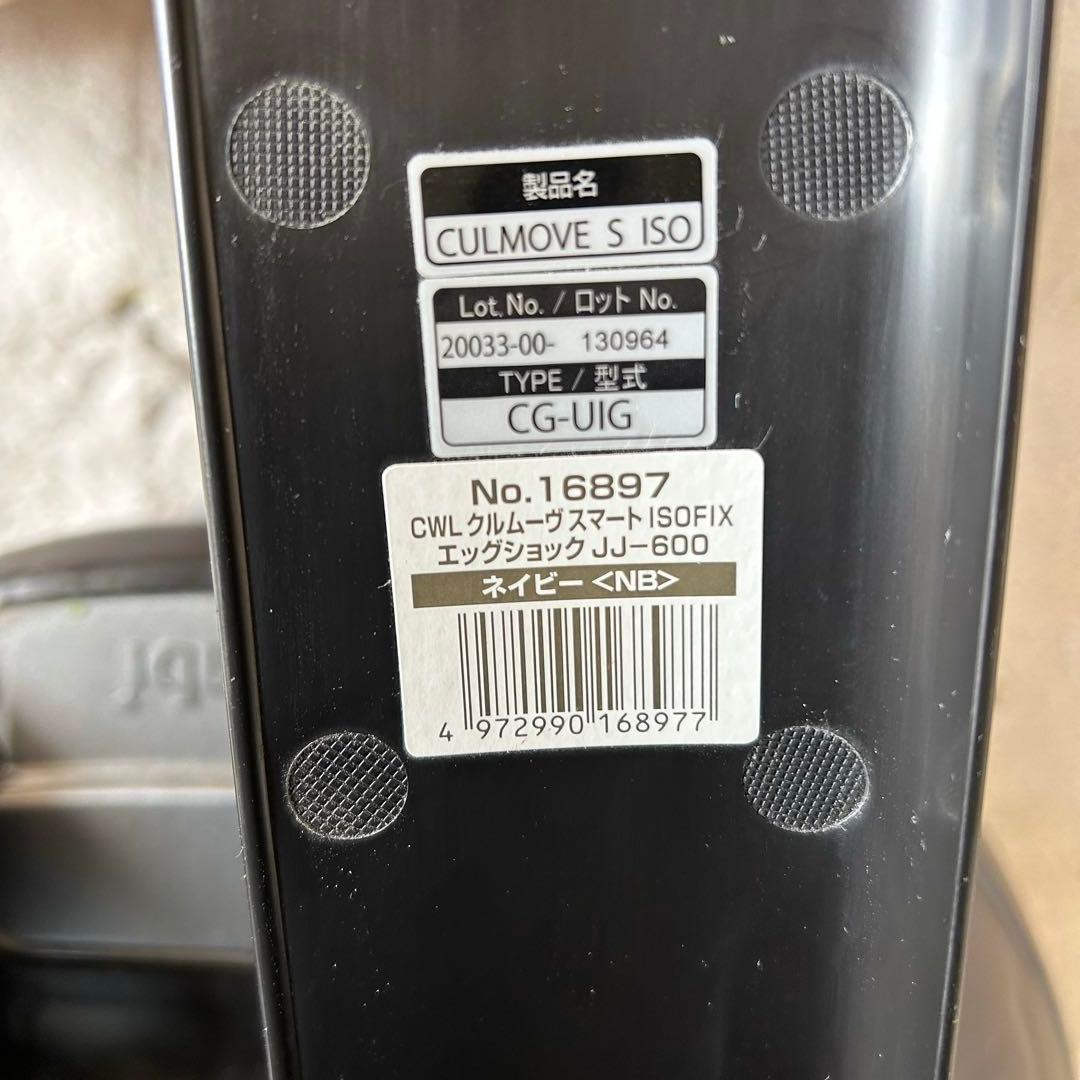 製品名
CULMOVE S ISO
Lot.No. / ロット No.
20033-00- 130964
TYPE / 型式
CG-UIG
No.16897
CWL クルムーヴ スマート ISOFIX
エッグショック JJ-600
ネイビー <NB>
4 972990 168977